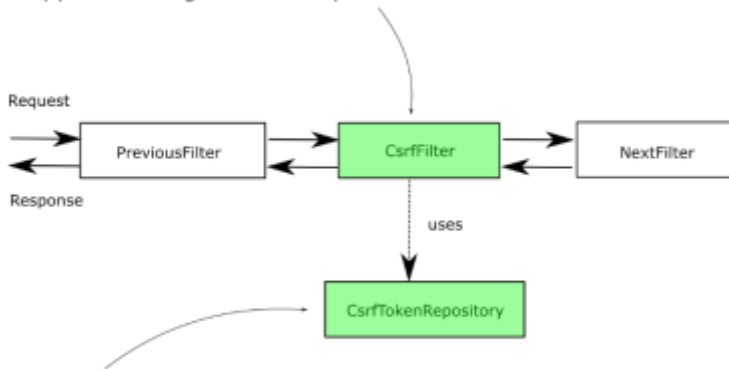 Request
PreviousFilter
CsrfFilter
NextFilter
Response
uses
CsrfTokenRepository